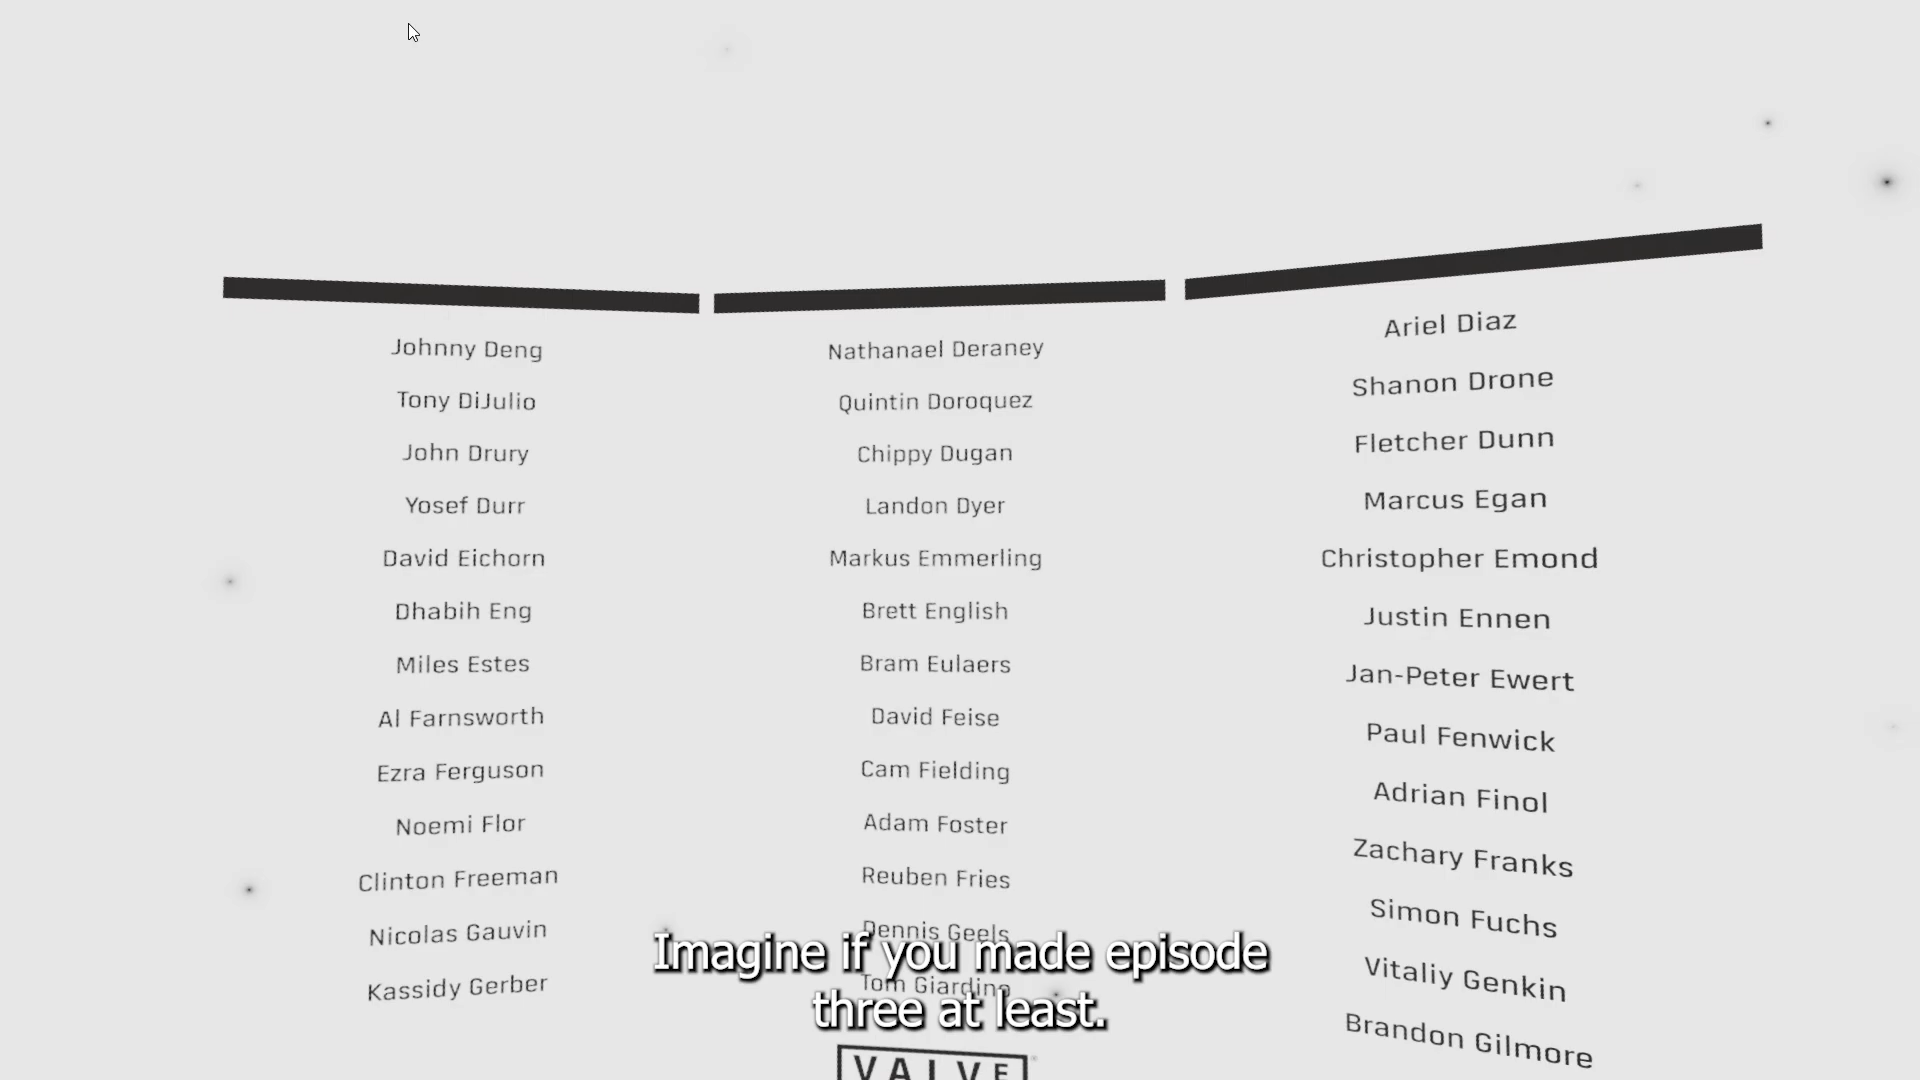 Johnny Deng
Tony DiJulio
John Drury
Yosef Durr
David Eichorn
Dhabih Eng
Miles Estes
Al Farnsworth
Ezra Ferguson
Noemi Flor
Clinton Freeman
Nicolas Gauvin
Kassidy Gerber
Nathanael Deraney
Quintin Doroquez
Chippy Dugan
Landon Dyer
Markus Emmerling
Brett English
Bram Eulaers
David Feise
Cam Fielding
Adam Foster
Reuben Fries
Dennis Geels
Tom Giardino
Ariel Diaz
Shanon Drone
Fletcher Dunn
Marcus Egan
Christopher Emond
Justin Ennen
Jan-Peter Ewert
Paul Fenwick
Adrian Finol
Zachary Franks
Simon Fuchs
Vitaliy Genkin
Brandon Gilmore
Imagine if you made episode
three at least.
VALVE